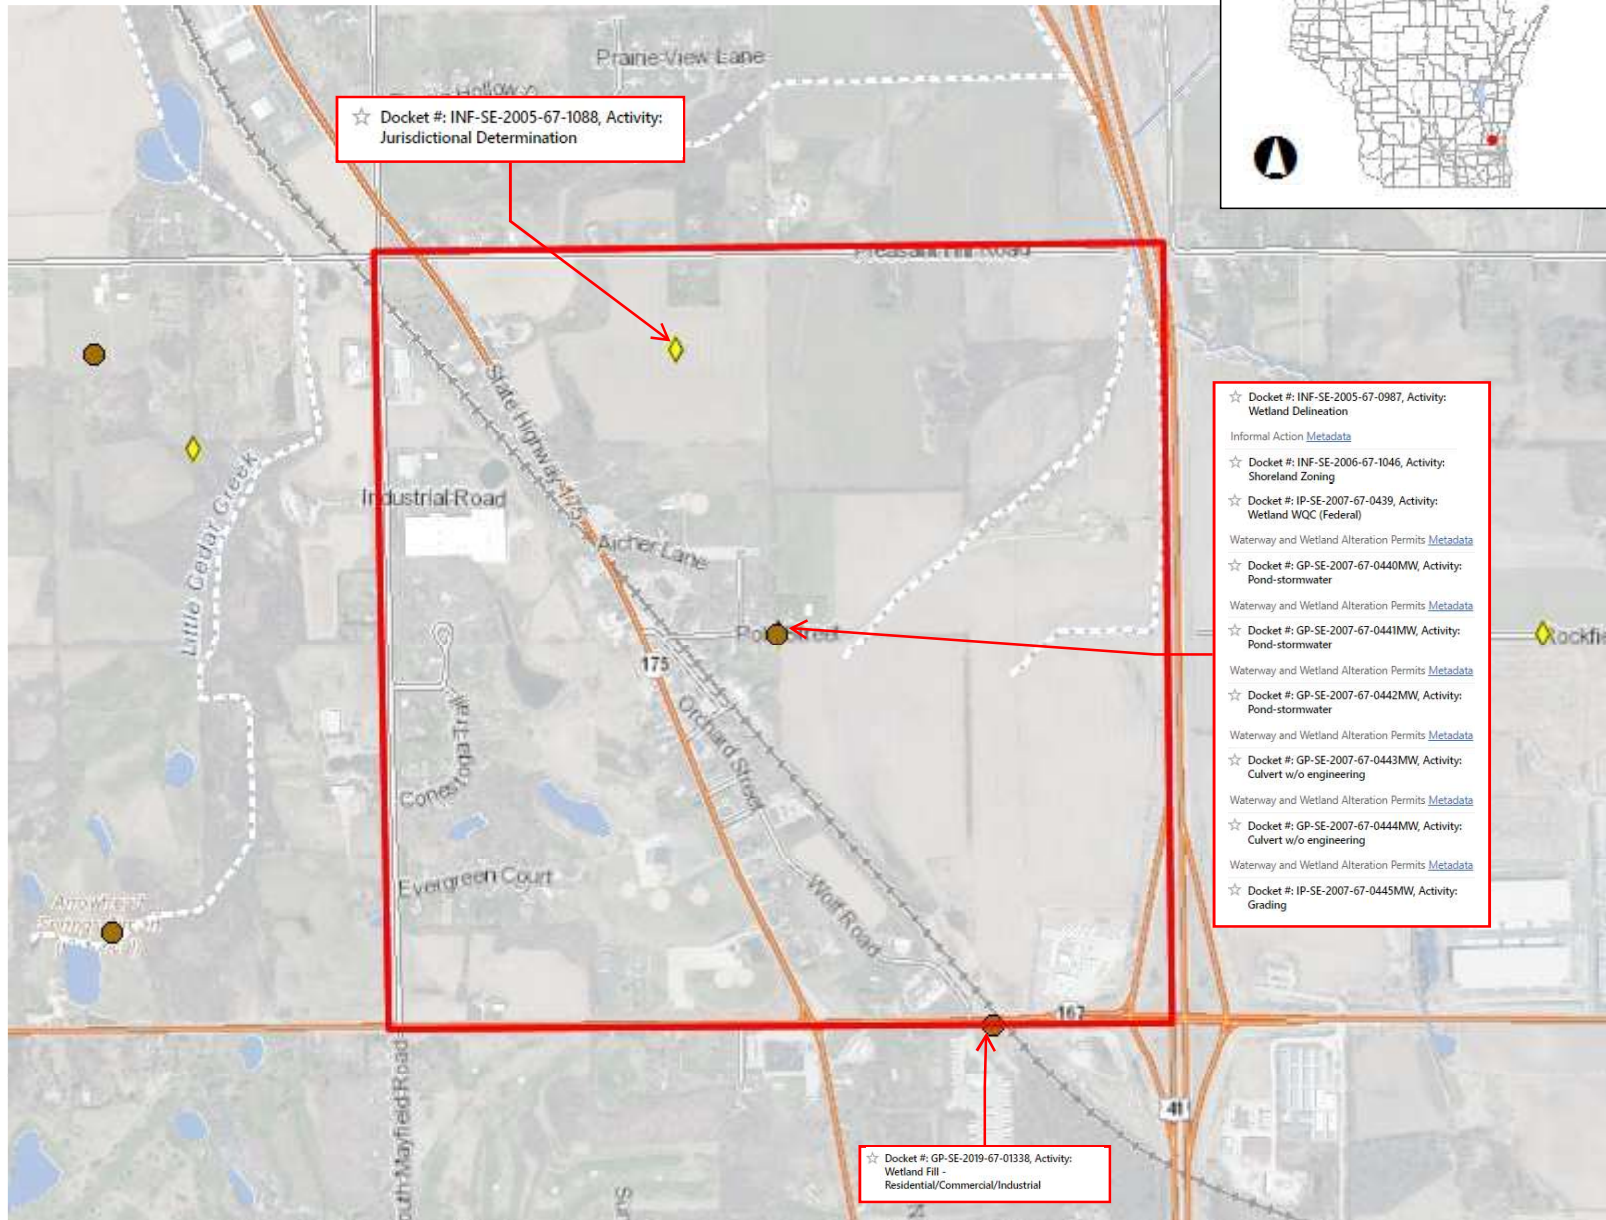 Prairie View Lane
Hollow
☆ Docket #: INF-SE-2005-67-1088, Activity:
Jurisdictional Determination
Pleasant Hill Road
State Highway 175
Little Cedar Creek
Industrial Road
Aicher Lane
175
Orchard Street
Conestoga Trail
Evergreen Court
Wolf Road
167
41
Rockfie
South Mayfield Road
☆ Docket #: INF-SE-2005-67-0987, Activity:
Wetland Delineation
Informal Action Metadata
☆ Docket #: INF-SE-2006-67-1046, Activity:
Shoreland Zoning
☆ Docket #: IP-SE-2007-67-0439, Activity:
Wetland WQC (Federal)
Waterway and Wetland Alteration Permits Metadata
☆ Docket #: GP-SE-2007-67-0440MW, Activity:
Pond-stormwater
Waterway and Wetland Alteration Permits Metadata
☆ Docket #: GP-SE-2007-67-0441MW, Activity:
Pond-stormwater
Waterway and Wetland Alteration Permits Metadata
☆ Docket #: GP-SE-2007-67-0442MW, Activity:
Pond-stormwater
Waterway and Wetland Alteration Permits Metadata
☆ Docket #: GP-SE-2007-67-0443MW, Activity:
Culvert w/o engineering
Waterway and Wetland Alteration Permits Metadata
☆ Docket #: GP-SE-2007-67-0444MW, Activity:
Culvert w/o engineering
Waterway and Wetland Alteration Permits Metadata
☆ Docket #: IP-SE-2007-67-0445MW, Activity:
Grading
☆ Docket #: GP-SE-2019-67-01338, Activity:
Wetland Fill -
Residential/Commercial/Industrial